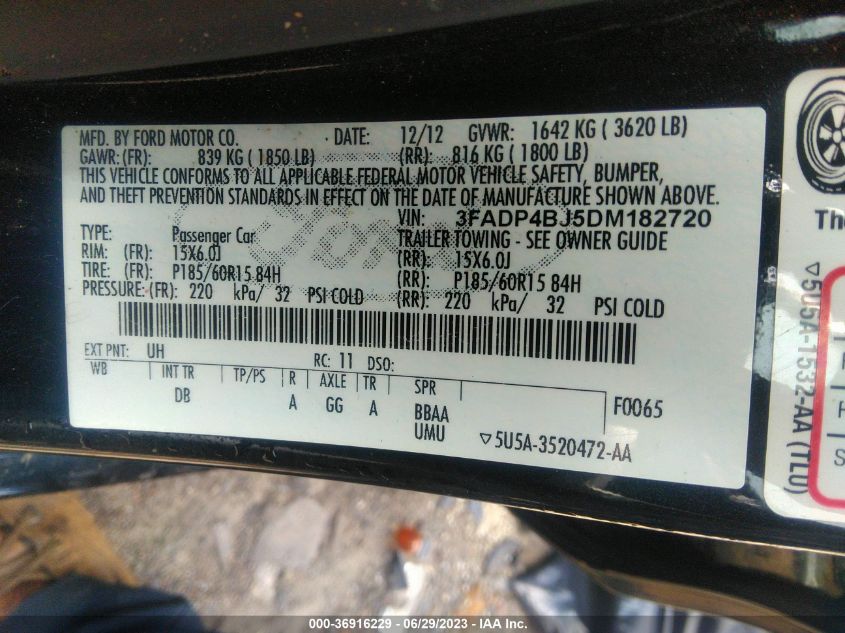 MFD. BY FORD MOTOR CO. DATE: 12/12 GVWR: 1642 KG ( 3620 LB)
GAWR:(FR): 839 KG ( 1850 LB) (RR): 816 KG ( 1800 LB)
THIS VEHICLE CONFORMS TO ALL APPLICABLE FEDERAL MOTOR VEHICLE SAFETY, BUMPER,
AND THEFT PREVENTION STANDARDS IN EFFECT ON THE DATE OF MANUFACTURE SHOWN ABOVE.
VIN: 3FADP4BJ5DM182720
TYPE: Passenger Car TRAILER TOWING - SEE OWNER GUIDE
RIM: (FR): 15X6.0J (RR): 15X6.0J
TIRE: (FR): P185/60R15 84H (RR): P185/60R15 84H
PRESSURE:(FR): 220 kPa/ 32 PSI COLD (RR): 220 kPa/ 32 PSI COLD
EXT PNT: UH RC: 11 DSO:
WB INT TR TP/PS R AXLE TR SPR
DB A GG A BBAA F0065
UMU ▽5U5A-3520472-AA
Ford
Th
▽5U5A-1532-AA (TL0)
F
S
000-36916229 - 06/29/2023 - IAA Inc.